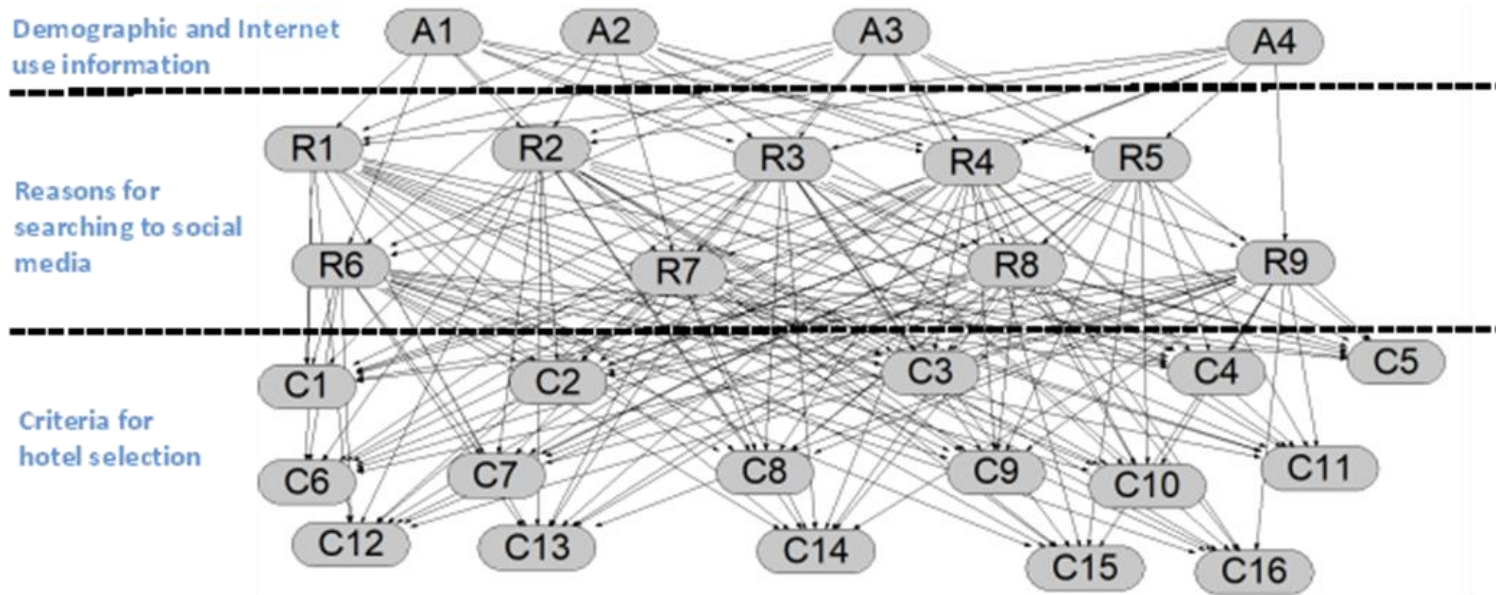 Demographic and Internet
use information
A1 A2 A3 A4
R1 R2 R3 R4 R5
Reasons for
searching to social
media
R6 R7 R8 R9
C1 C2 C3 C4 C5
Criteria for
hotel selection
C6 C7 C8 C9 C10 C11
C12 C13 C14 C15 C16